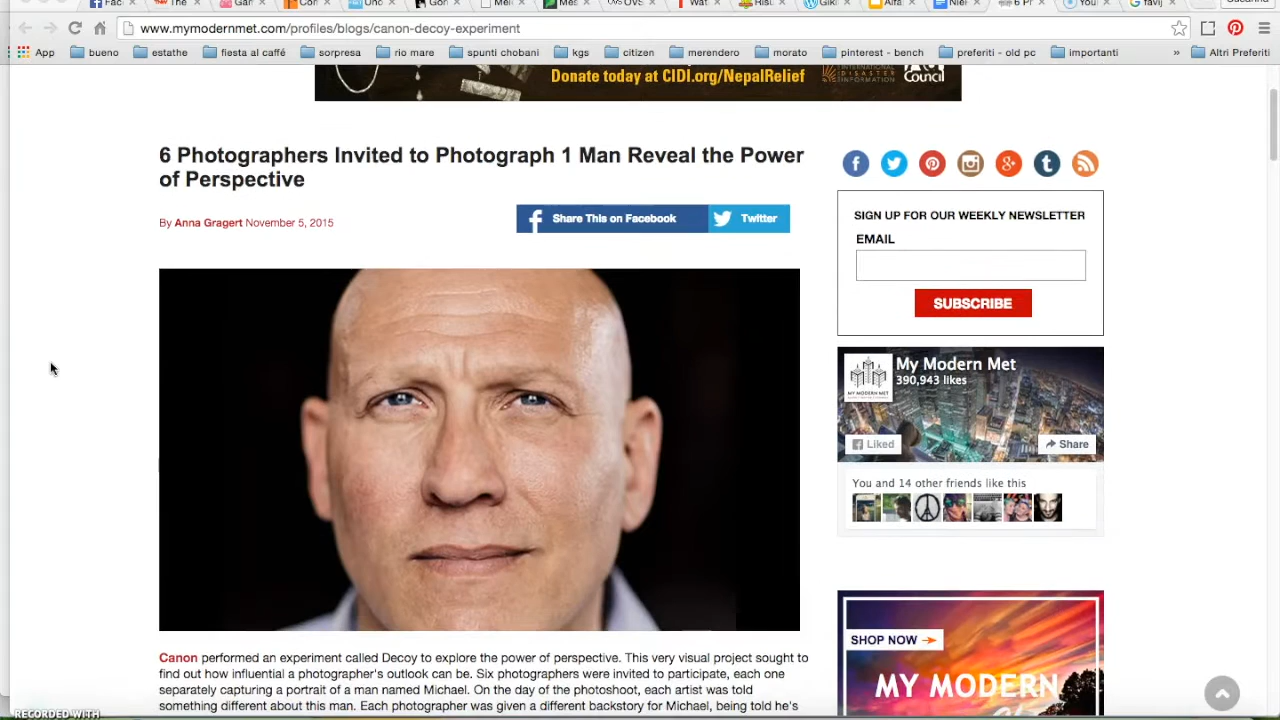 www.mymodernmet.com/profiles/blogs/canon-decoy-experiment
App bueno estathe fiesta al caffé sorpresa rio mare spunti chobani kgs citizen merendero morato pinterest - bench preferiti - old pc importanti » Altri Preferiti
Donate today at CIDI.org/NepalRelief
INTERNATIONAL
DISASTER
INFORMATION
Council
6 Photographers Invited to Photograph 1 Man Reveal the Power
of Perspective
By Anna Gragert November 5, 2015
Share This on Facebook Twitter
SIGN UP FOR OUR WEEKLY NEWSLETTER
EMAIL
SUBSCRIBE
My Modern Met
390,943 likes
MY MODERN MET
Liked Share
You and 14 other friends like this
SHOP NOW
MY MODERN
Canon performed an experiment called Decoy to explore the power of perspective. This very visual project sought to
find out how influential a photographer's outlook can be. Six photographers were invited to participate, each one
separately capturing a portrait of a man named Michael. On the day of the photoshoot, each artist was told
something different about this man. Each photographer was given a different backstory for Michael, being told he's
RECORDED WITH